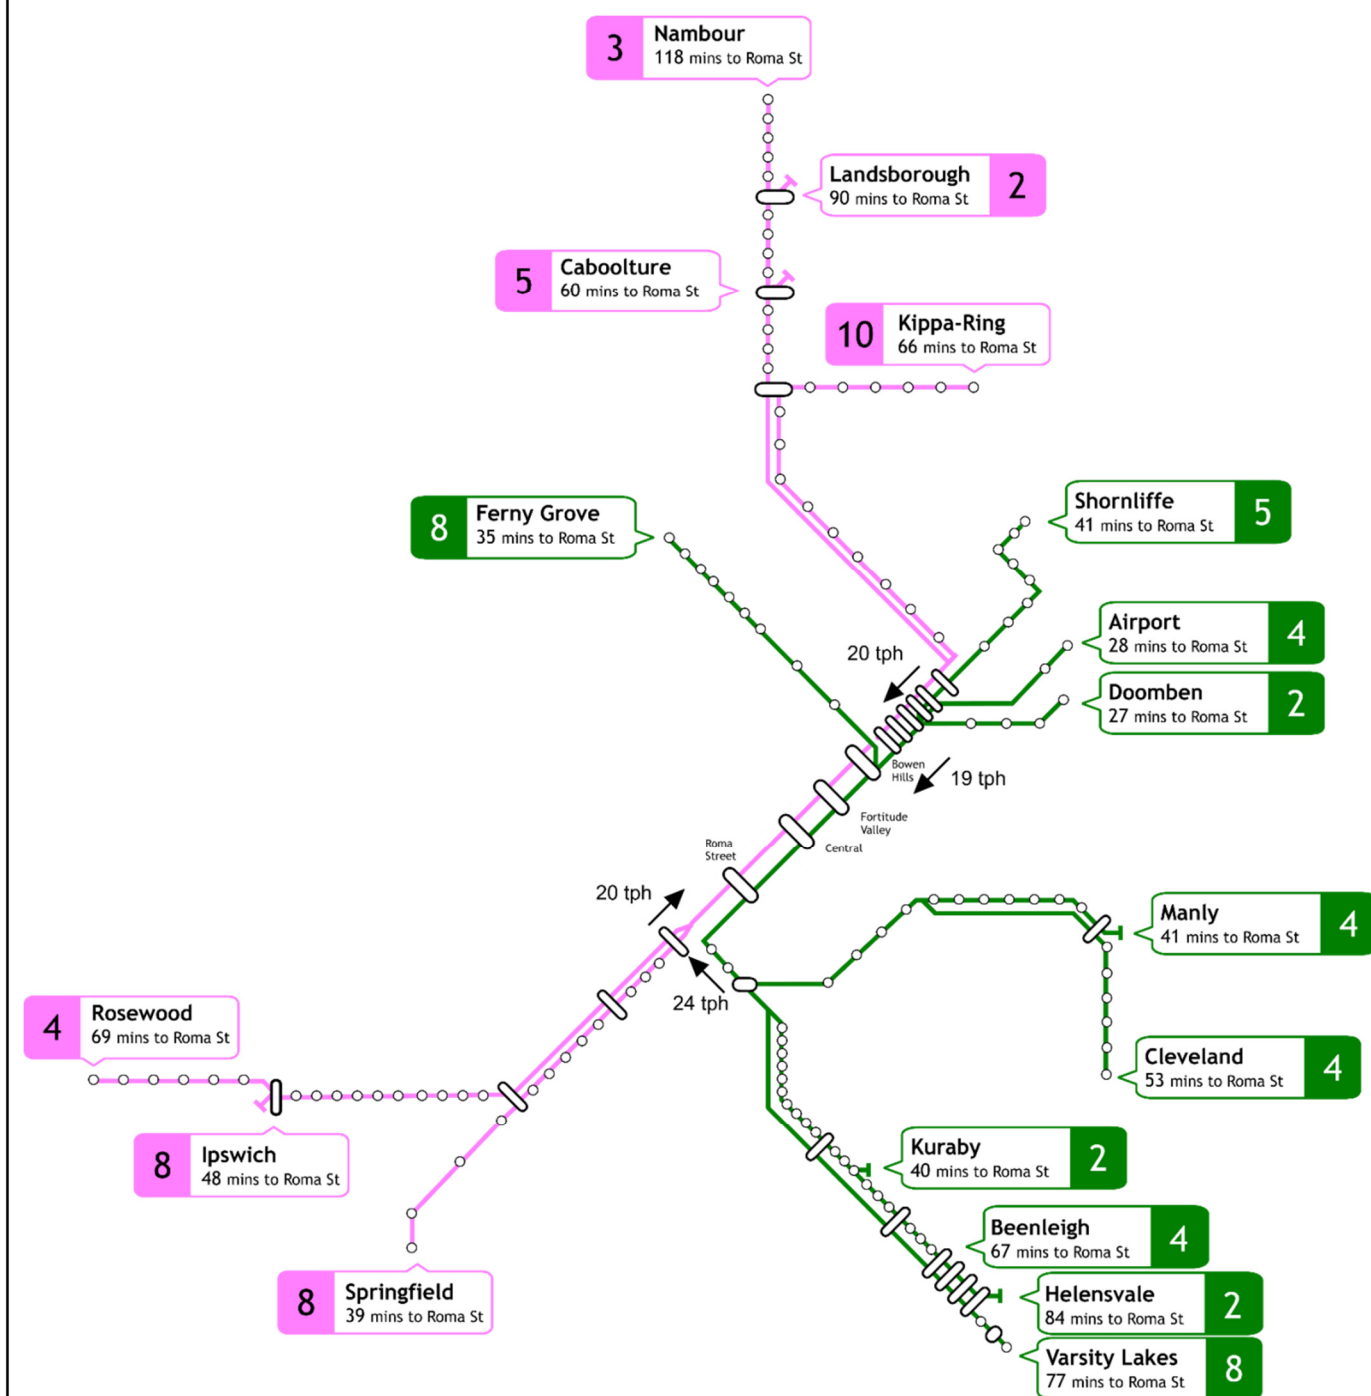 3
Nambour
118 mins to Roma St
Landsborough
90 mins to Roma St
2
5
Caboolture
60 mins to Roma St
10
Kippa-Ring
66 mins to Roma St
8
Ferny Grove
35 mins to Roma St
Shornliffe
41 mins to Roma St
5
Airport
28 mins to Roma St
4
20 tph
Doomben
27 mins to Roma St
2
Bowen
Hills
19 tph
Fortitude
Valley
Central
Roma
Street
20 tph
24 tph
Manly
41 mins to Roma St
4
4
Rosewood
69 mins to Roma St
Cleveland
53 mins to Roma St
4
8
Ipswich
48 mins to Roma St
Kuraby
40 mins to Roma St
2
Beenleigh
67 mins to Roma St
4
8
Springfield
39 mins to Roma St
Helensvale
84 mins to Roma St
2
Varsity Lakes
77 mins to Roma St
8